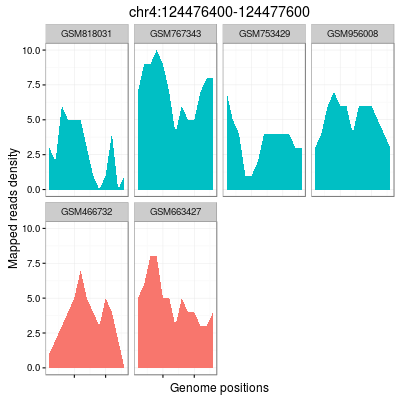 chr4:124476400-124477600
GSM818031 GSM767343 GSM753429 GSM956008
10.0
7.5
5.0
2.5
0.0
Mapped reads density
GSM466732 GSM663427
10.0
7.5
5.0
2.5
0.0
Genome positions